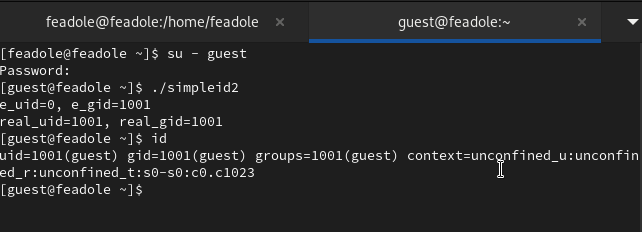 feadole@feadole:/home/feadole × guest@feadole:~ ×
[feadole@feadole ~]$ su - guest
Password:
[guest@feadole ~]$ ./simpleid2
e_uid=0, e_gid=1001
real_uid=1001, real_gid=1001
[guest@feadole ~]$ id
uid=1001(guest) gid=1001(guest) groups=1001(guest) context=unconfined_u:unconfin
ed_r:unconfined_t:s0-s0:c0.c1023
[guest@feadole ~]$